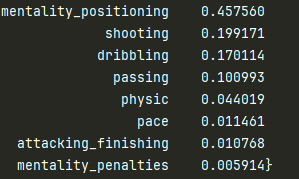 mentality_positioning 0.457560
shooting 0.199171
dribbling 0.170114
passing 0.100993
physic 0.044019
pace 0.011461
attacking_finishing 0.010768
mentality_penalties 0.005914}